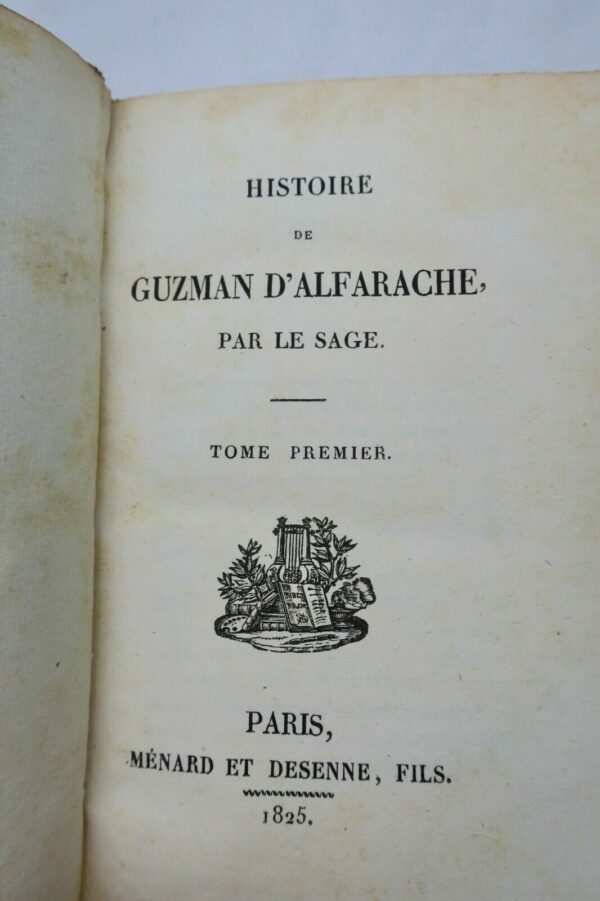 HISTOIRE
DE
GUZMAN D'ALFARACHE,
PAR LE SAGE.
TOME PREMIER.
PARIS,
MÉNARD ET DESENNE, FILS.
1825.